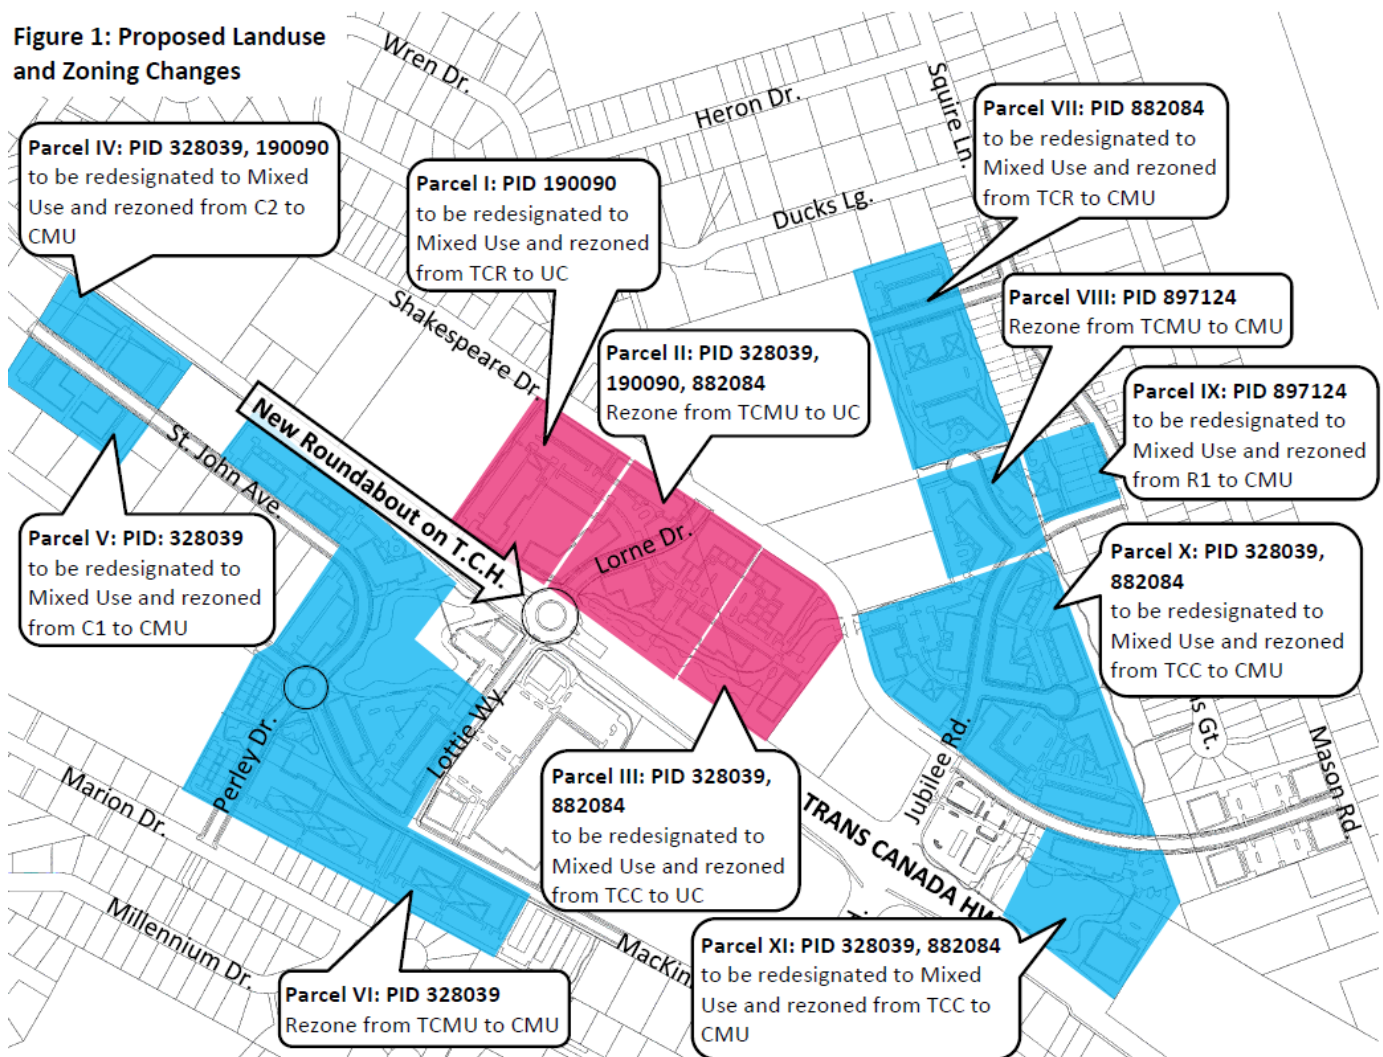 Figure 1: Proposed Landuse
and Zoning Changes
Wren Dr.
Heron Dr.
Squire Ln.
Ducks Lg.
Shakespeare Dr.
Parcel IV: PID 328039, 190090
to be redesignated to Mixed
Use and rezoned from C2 to
CMU
Parcel I: PID 190090
to be redesignated to
Mixed Use and rezoned
from TCR to UC
Parcel VII: PID 882084
to be redesignated to
Mixed Use and rezoned
from TCR to CMU
Parcel VIII: PID 897124
Rezone from TCMU to CMU
Parcel II: PID 328039,
190090, 882084
Rezone from TCMU to UC
Parcel IX: PID 897124
to be redesignated to
Mixed Use and rezoned
from R1 to CMU
New Roundabout on T.C.H.
St. John Ave.
Lorne Dr.
Parcel V: PID: 328039
to be redesignated to
Mixed Use and rezoned
from C1 to CMU
Parcel X: PID 328039,
882084
to be redesignated to
Mixed Use and rezoned
from TCC to CMU
Perley Dr.
Lottie Wy.
Jubilee Rd.
Gt.
Mason Rd.
Marion Dr.
Millennium Dr.
Parcel III: PID 328039,
882084
to be redesignated to
Mixed Use and rezoned
from TCC to UC
TRANS CANADA HW
MacKin
Parcel VI: PID 328039
Rezone from TCMU to CMU
Parcel XI: PID 328039, 882084
to be redesignated to Mixed
Use and rezoned from TCC to
CMU